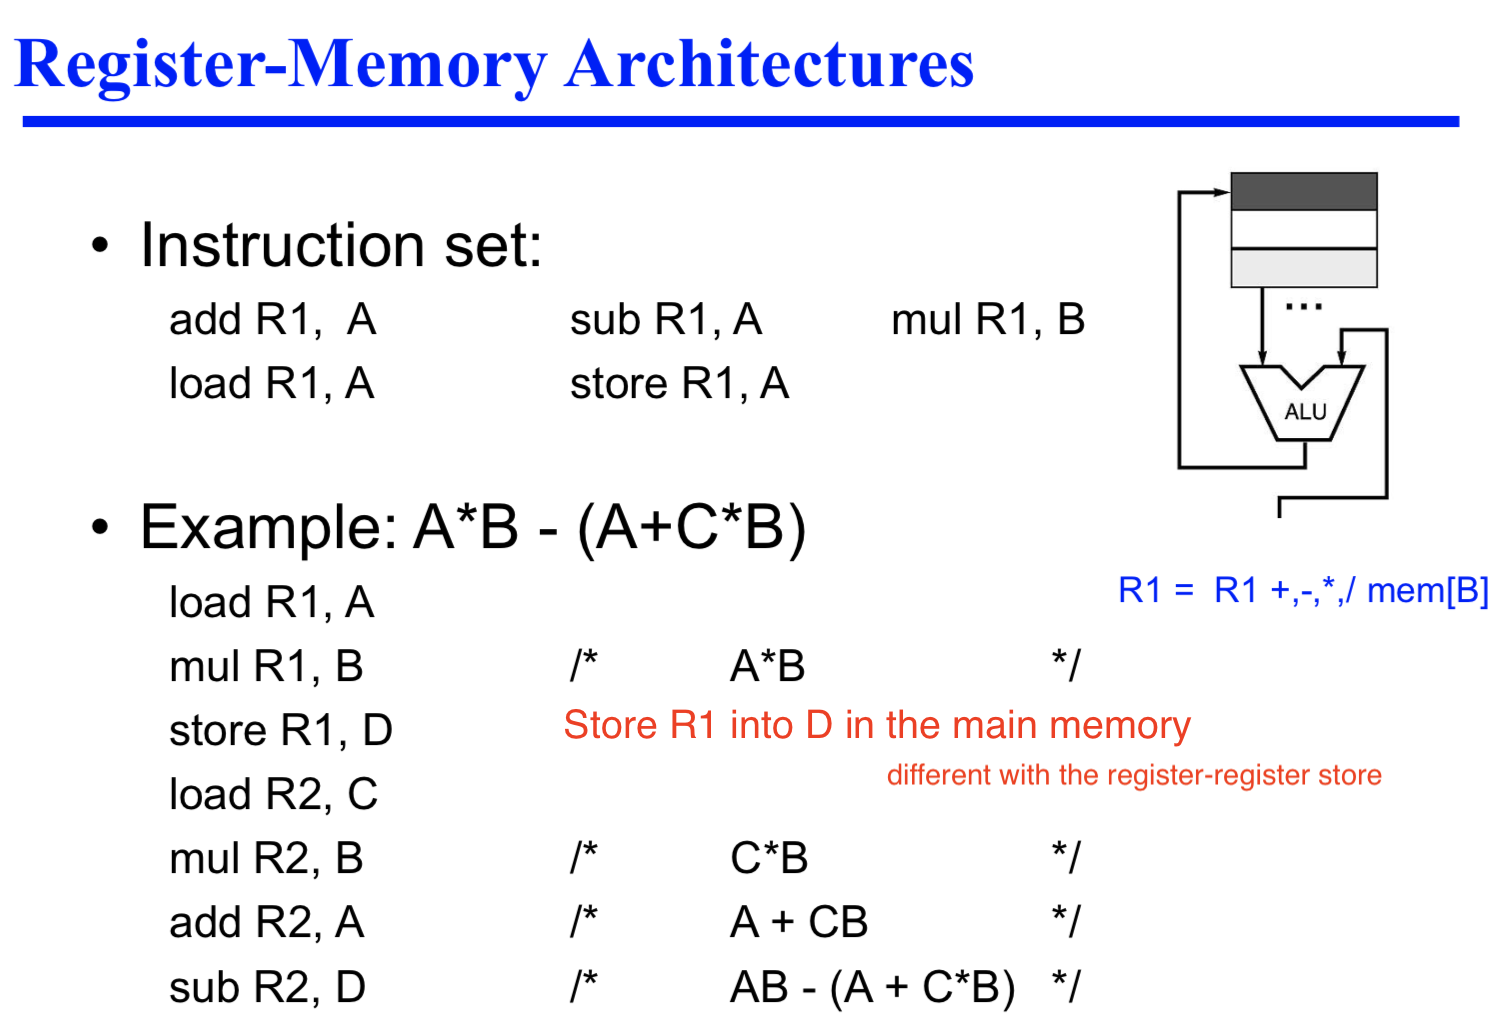 Register-Memory Architectures
• Instruction set:
add R1, A sub R1, A mul R1, B
load R1, A store R1, A
...
ALU
• Example: A*B - (A+C*B)
R1 = R1 +,-,*,/ mem[B]
load R1, A
mul R1, B /* A*B */
store R1, D Store R1 into D in the main memory
different with the register-register store
load R2, C
mul R2, B /* C*B */
add R2, A /* A + CB */
sub R2, D /* AB - (A + C*B) */